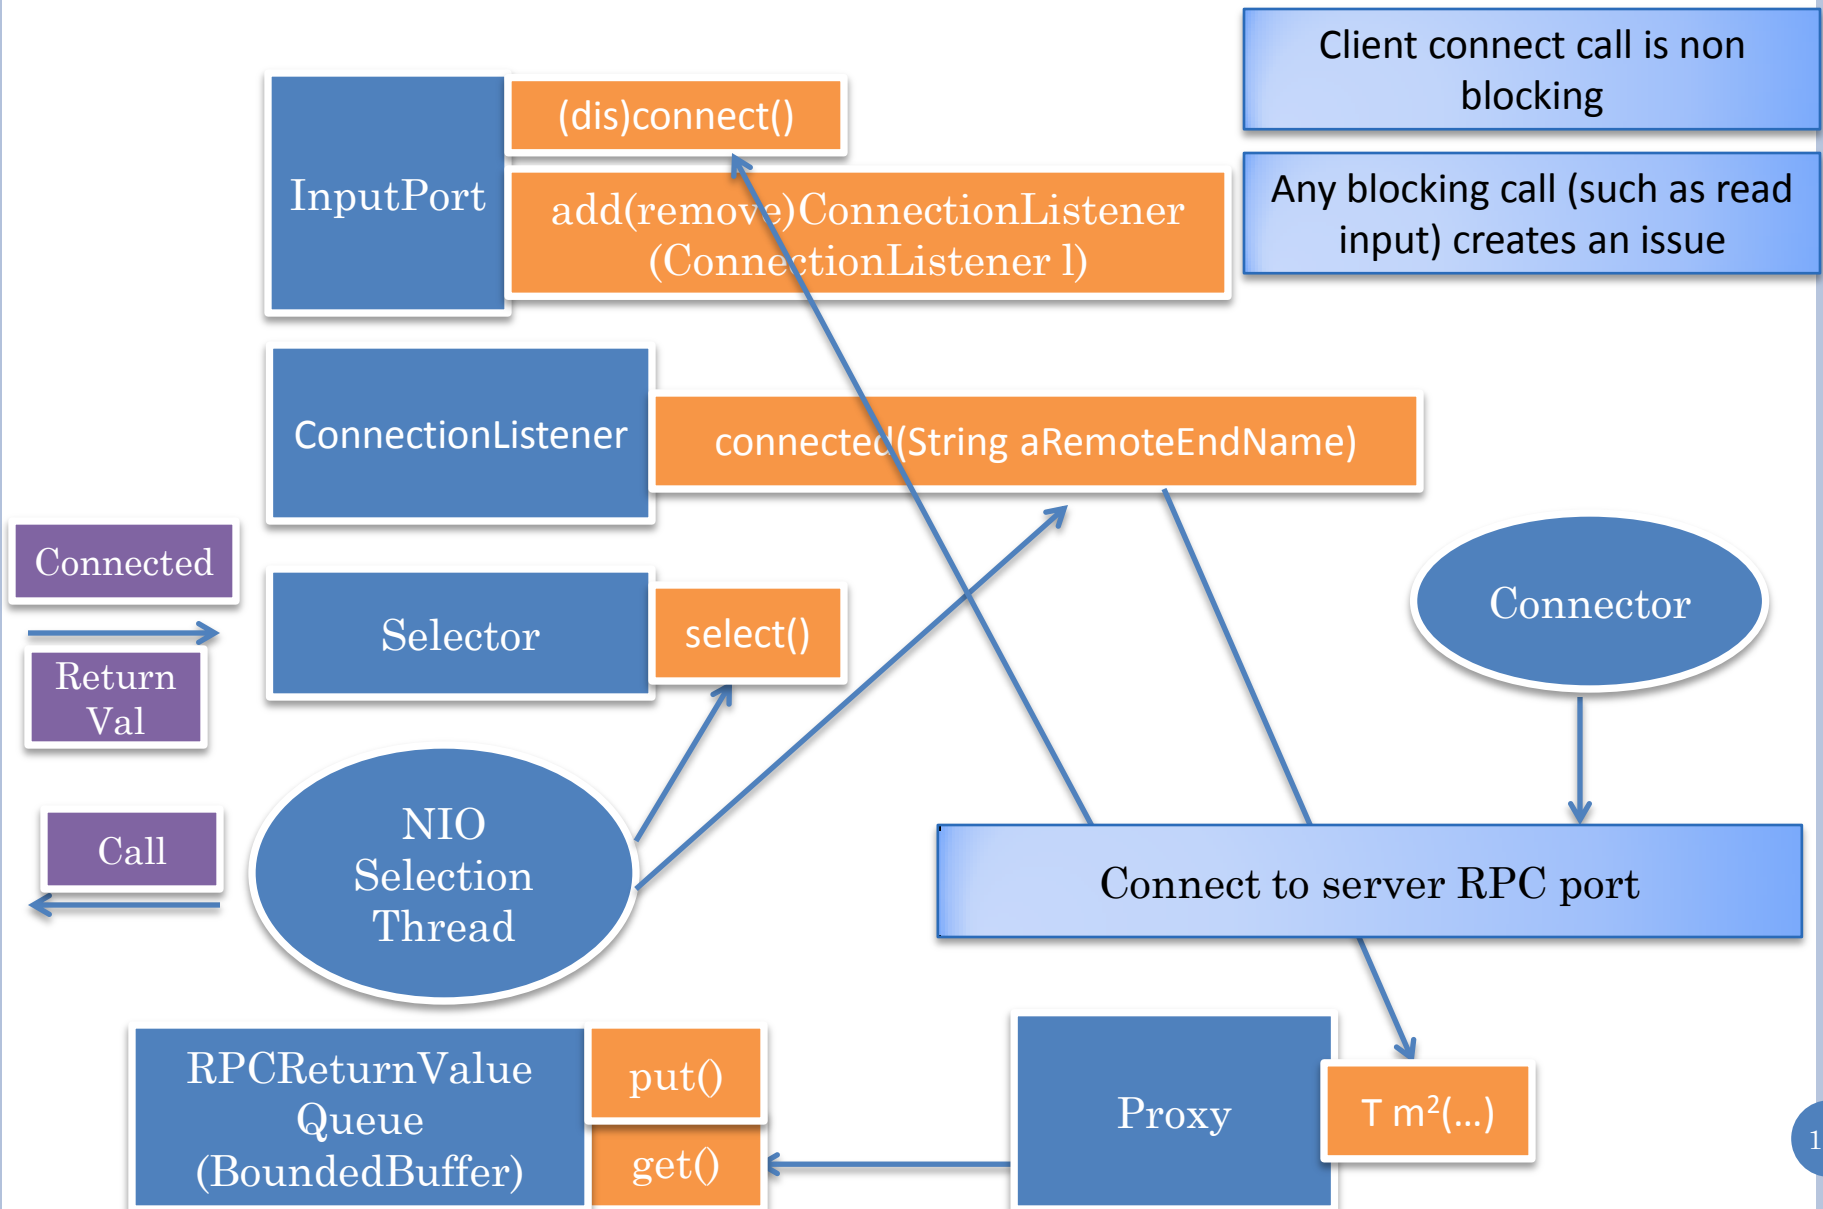 Client connect call is non
blocking
(dis)connect()
InputPort
add(remove)ConnectionListener
(ConnectionListener l)
Any blocking call (such as read
input) creates an issue
ConnectionListener
connected(String aRemoteEndName)
Connected
Selector
select()
Connector
Return
Val
NIO
Selection
Thread
Call
Connect to server RPC port
RPCReturnValue
Queue
(BoundedBuffer)
put()
get()
Proxy
T m²(...)
1